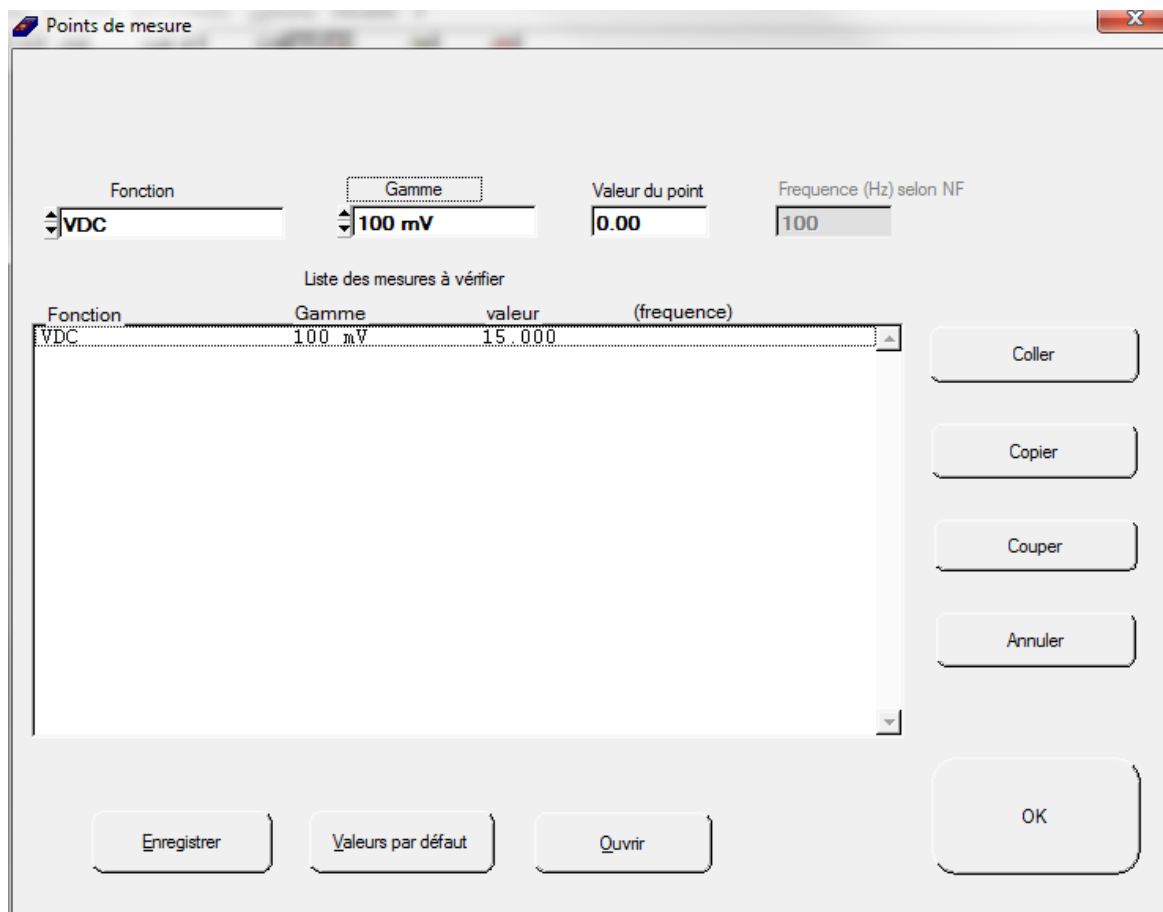 Points de mesure
Fonction Gamme Valeur du point Frequence (Hz) selon NF
VDC 100 mV 0.00 100
Liste des mesures à vérifier
Fonction Gamme valeur (frequence)
VDC 100 mV 15.000
Coller
Copier
Couper
Annuler
OK
Enregistrer Valeurs par défaut Ouvrir